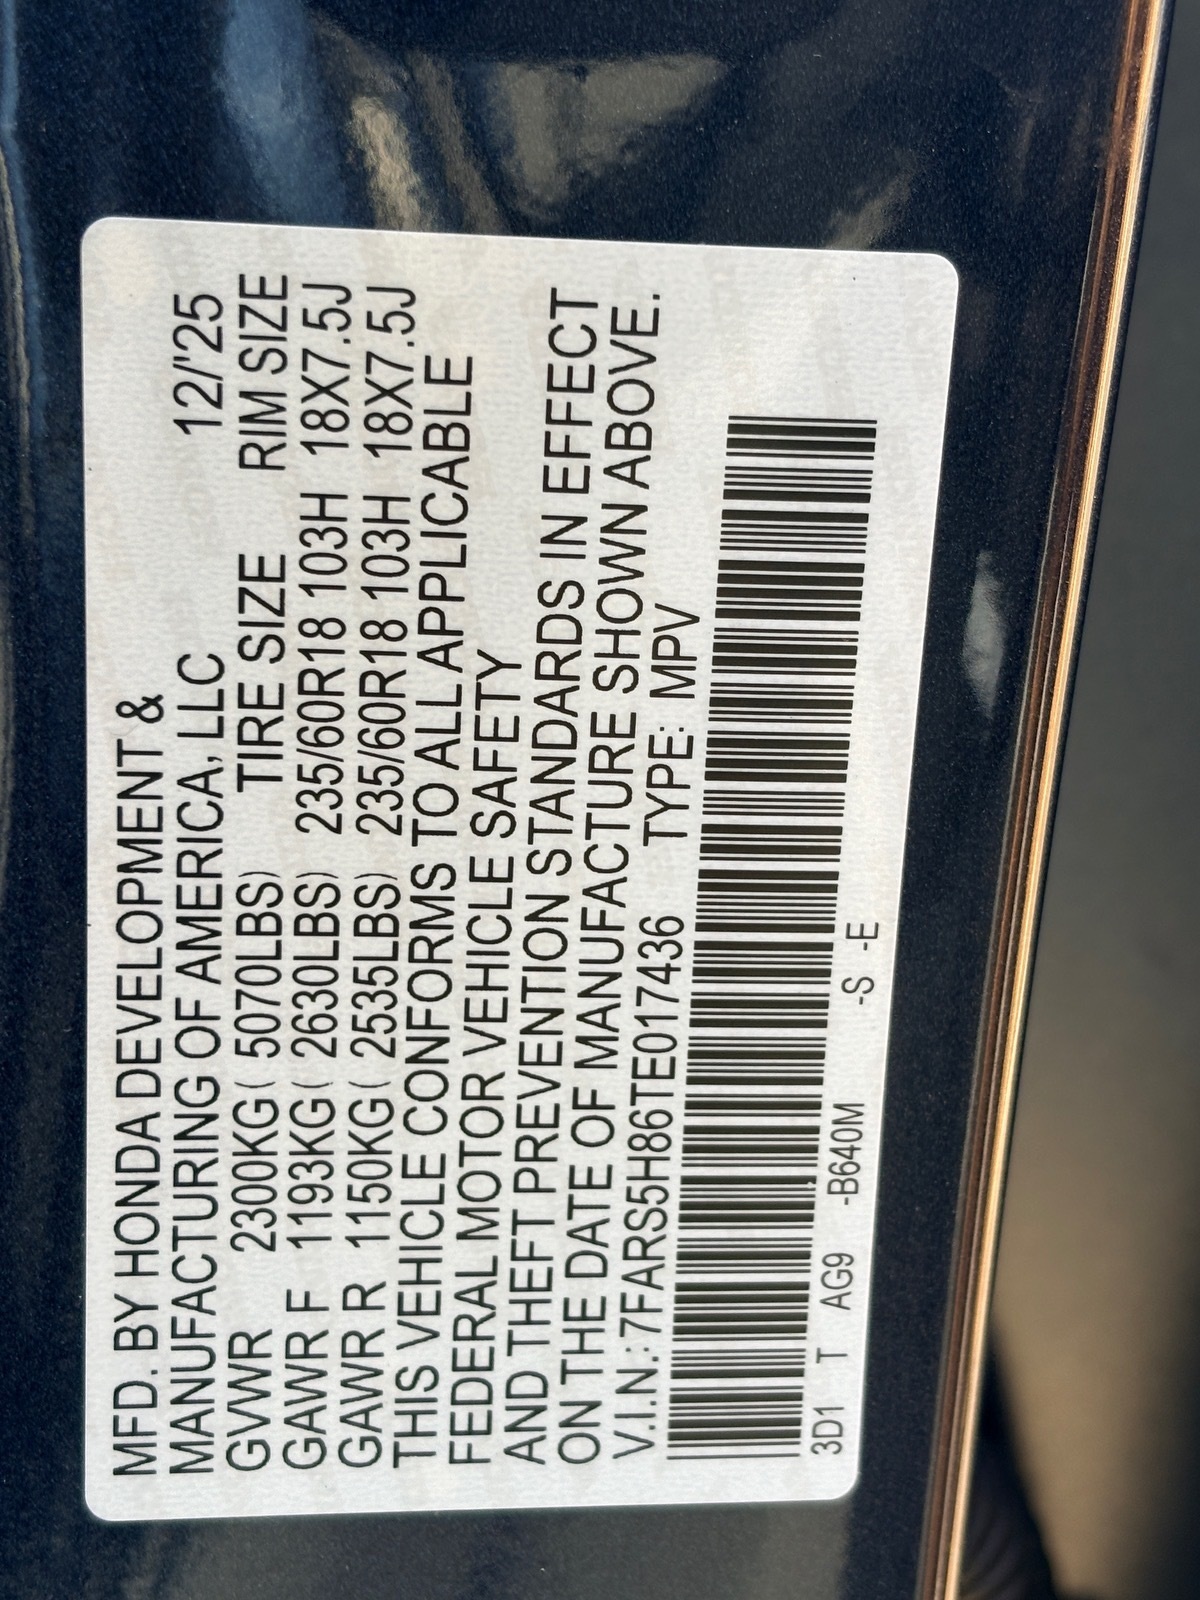 MFD. BY HONDA DEVELOPMENT &
MANUFACTURING OF AMERICA, LLC 12/'25
GVWR 2300KG ( 5070LBS) TIRE SIZE RIM SIZE
GAWR F 1193KG ( 2630LBS) 235/60R18 103H 18X7.5J
GAWR R 1150KG ( 2535LBS) 235/60R18 103H 18X7.5J
THIS VEHICLE CONFORMS TO ALL APPLICABLE
FEDERAL MOTOR VEHICLE SAFETY
AND THEFT PREVENTION STANDARDS IN EFFECT
ON THE DATE OF MANUFACTURE SHOWN ABOVE.
V.I.N.: 7FARS5H86TE017436 TYPE: MPV
3D1 T AG9 -B640M -S -E